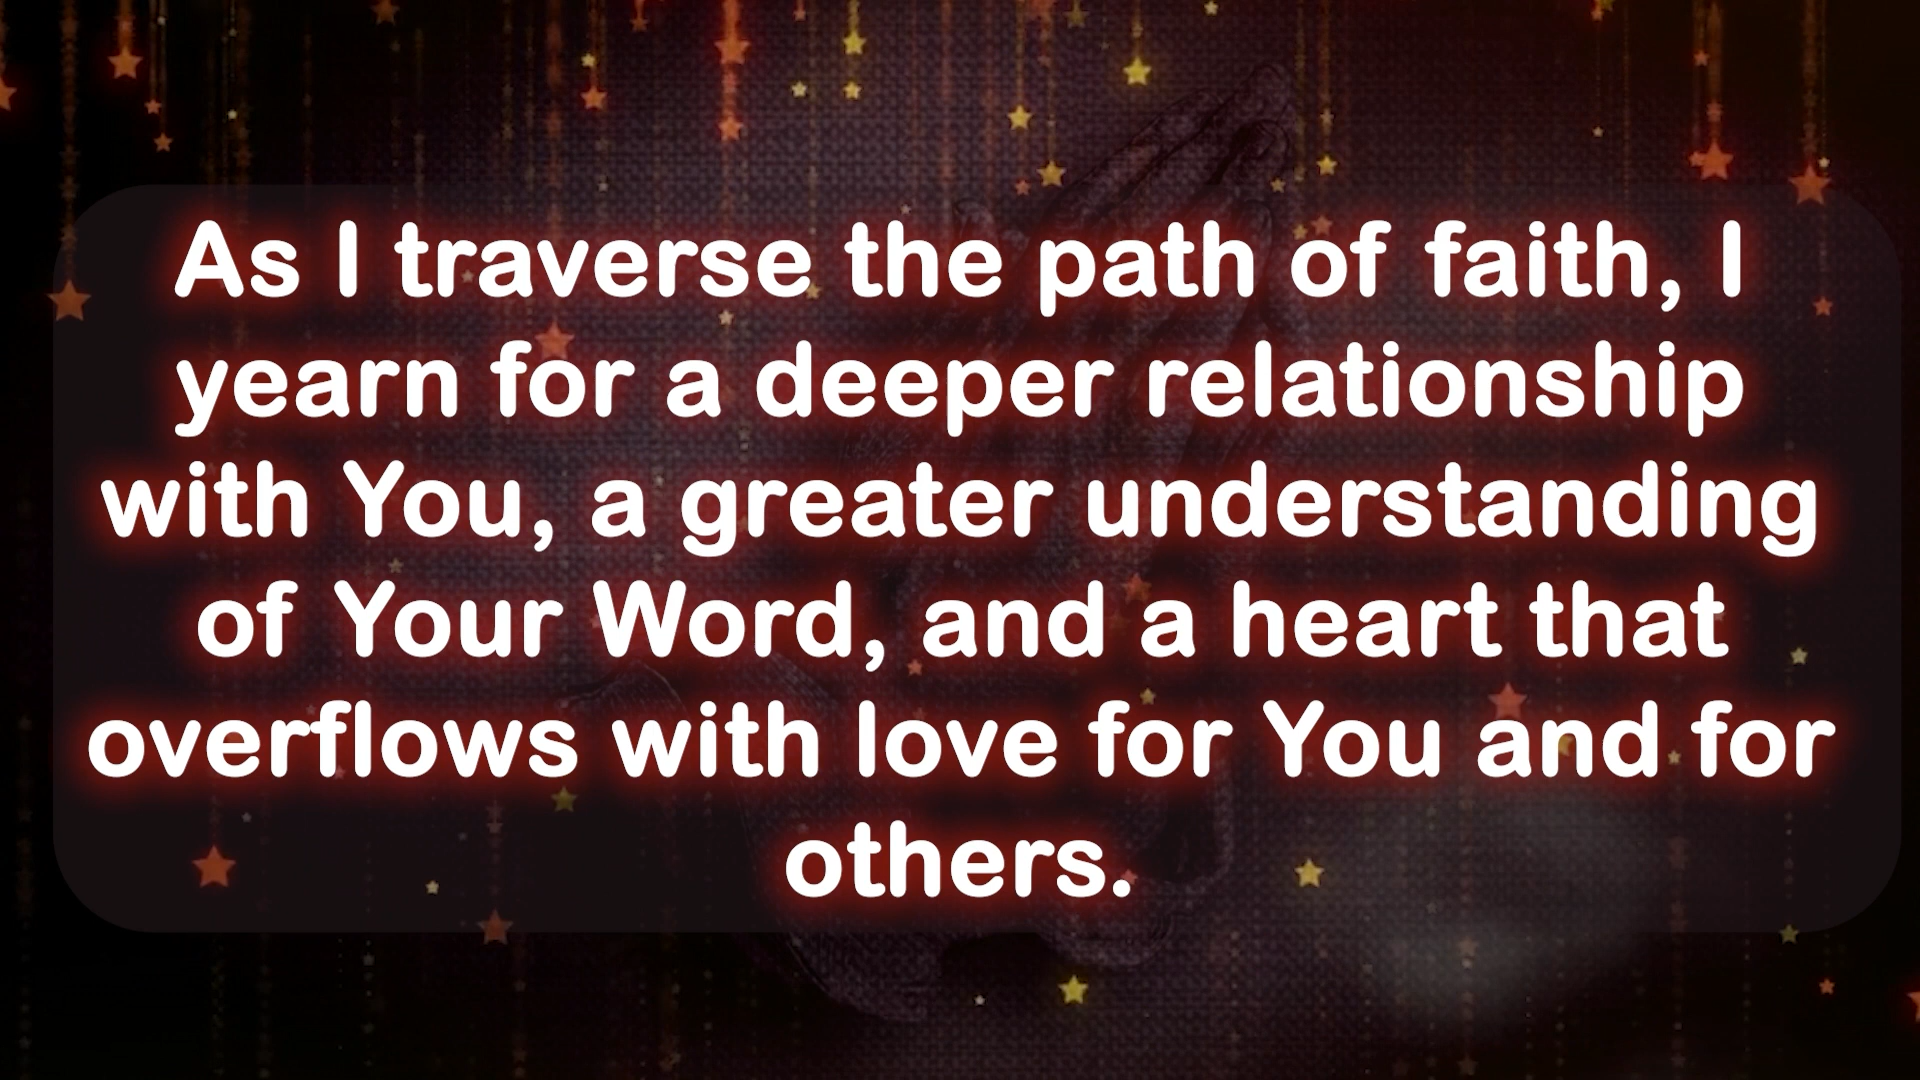 As I traverse the path of faith, I
yearn for a deeper relationship
with You, a greater understanding
of Your Word, and a heart that
overflows with love for You and for
others.